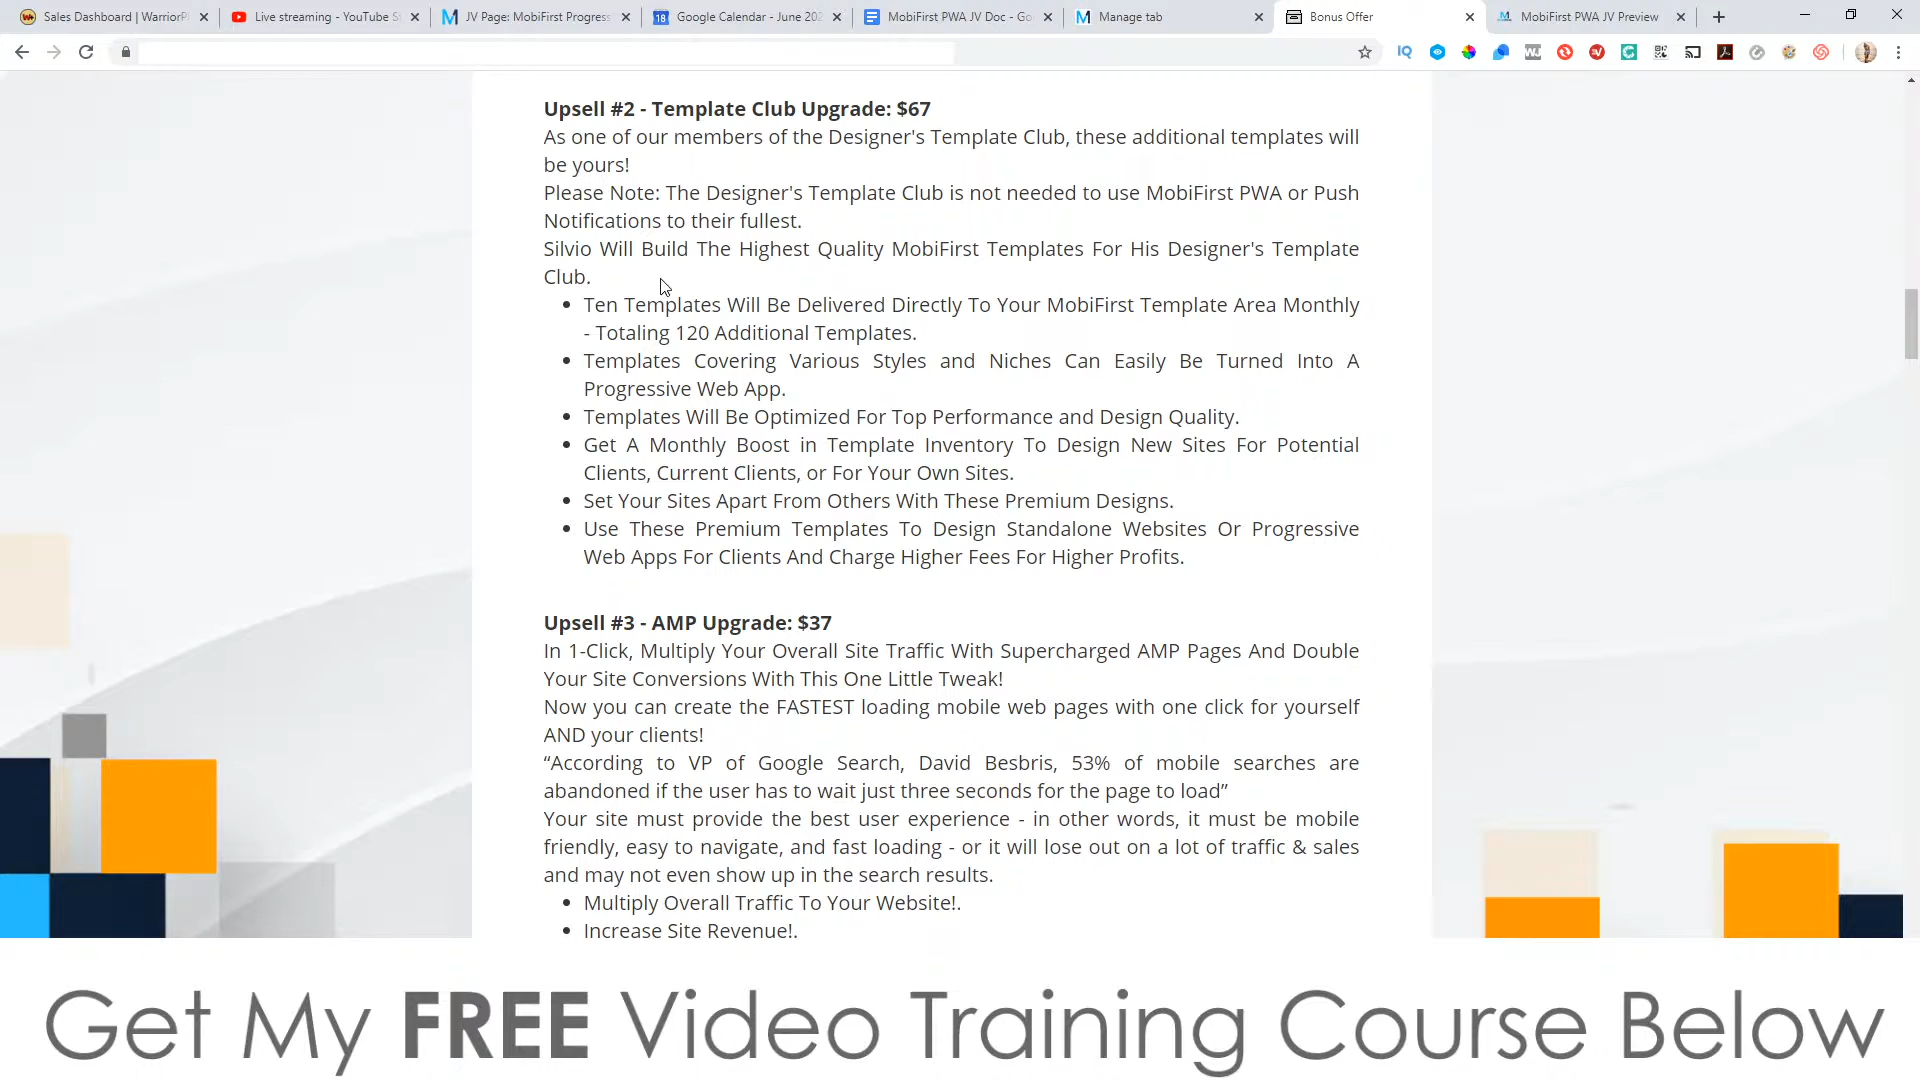 Sales Dashboard | WarriorP
Live streaming - YouTube S
JV Page: MobiFirst Progress
Google Calendar - June 202
MobiFirst PWA JV Doc - Go
Manage tab
Bonus Offer
MobiFirst PWA JV Preview
Upsell #2 - Template Club Upgrade: $67
As one of our members of the Designer's Template Club, these additional templates will
be yours!
Please Note: The Designer's Template Club is not needed to use MobiFirst PWA or Push
Notifications to their fullest.
Silvio Will Build The Highest Quality MobiFirst Templates For His Designer's Template
Club.
• Ten Templates Will Be Delivered Directly To Your MobiFirst Template Area Monthly
- Totaling 120 Additional Templates.
• Templates Covering Various Styles and Niches Can Easily Be Turned Into A
Progressive Web App.
• Templates Will Be Optimized For Top Performance and Design Quality.
• Get A Monthly Boost in Template Inventory To Design New Sites For Potential
Clients, Current Clients, or For Your Own Sites.
• Set Your Sites Apart From Others With These Premium Designs.
• Use These Premium Templates To Design Standalone Websites Or Progressive
Web Apps For Clients And Charge Higher Fees For Higher Profits.
Upsell #3 - AMP Upgrade: $37
In 1-Click, Multiply Your Overall Site Traffic With Supercharged AMP Pages And Double
Your Site Conversions With This One Little Tweak!
Now you can create the FASTEST loading mobile web pages with one click for yourself
AND your clients!
“According to VP of Google Search, David Besbris, 53% of mobile searches are
abandoned if the user has to wait just three seconds for the page to load”
Your site must provide the best user experience - in other words, it must be mobile
friendly, easy to navigate, and fast loading - or it will lose out on a lot of traffic & sales
and may not even show up in the search results.
• Multiply Overall Traffic To Your Website!.
• Increase Site Revenue!.
Get My FREE Video Training Course Below